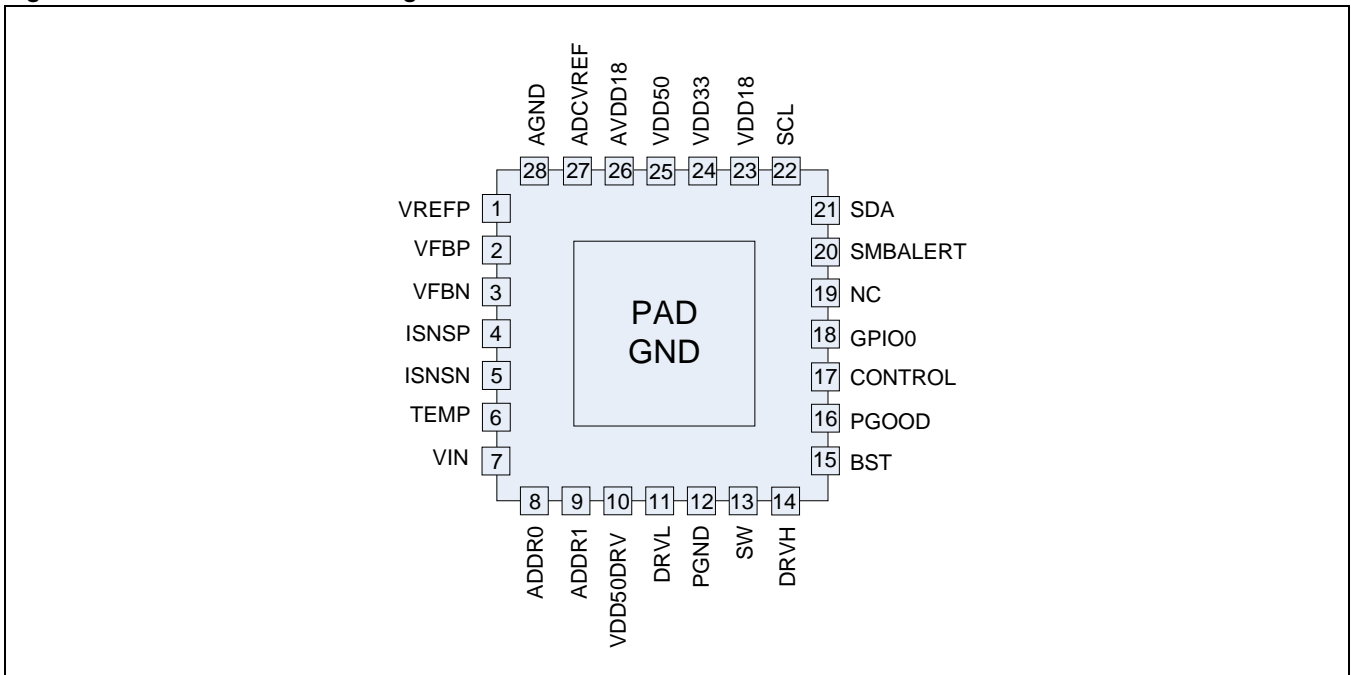 AGND
ADCVREF
AVDD18
VDD50
VDD33
VDD18
SCL
28 27 26 25 24 23 22
VREFP 1
VFBP 2
VFBN 3
ISNSP 4
ISNSN 5
TEMP 6
VIN 7
PAD
GND
21 SDA
20 SMBALERT
19 NC
18 GPIO0
17 CONTROL
16 PGOOD
15 BST
8 9 10 11 12 13 14
ADDR0
ADDR1
VDD50DRV
DRVL
PGND
SW
DRVH